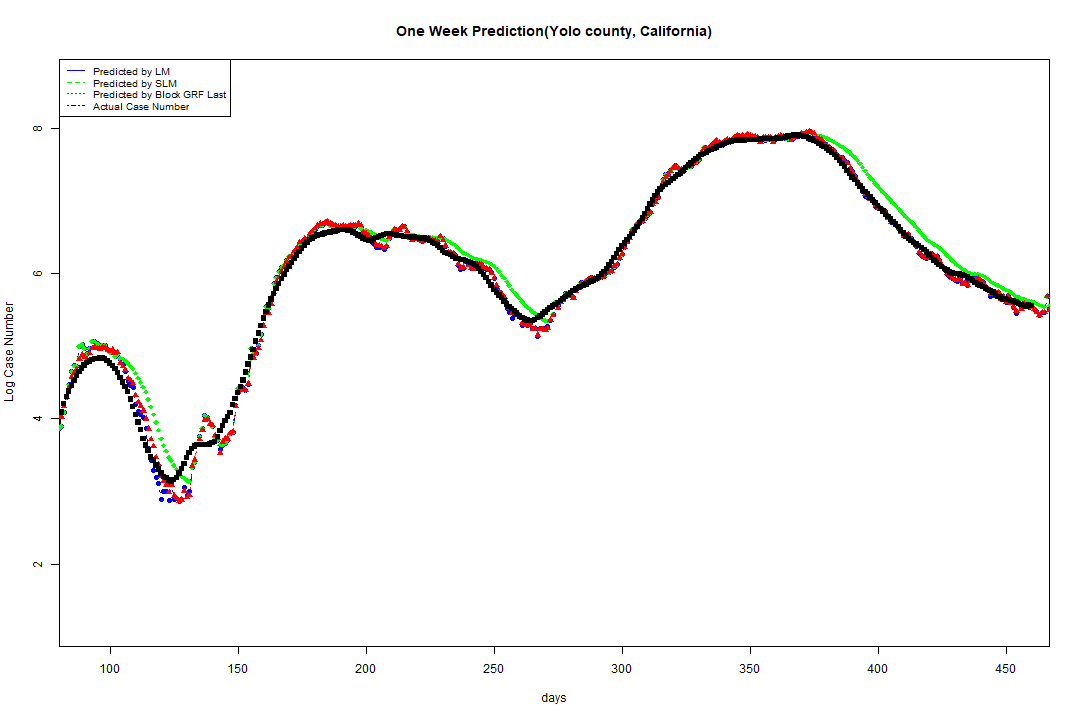 One Week Prediction(Yolo county, California)
Predicted by LM
Predicted by SLM
Predicted by Block GRF Last
Actual Case Number
8
6
4
2
Log Case Number
100 150 200 250 300 350 400 450
days